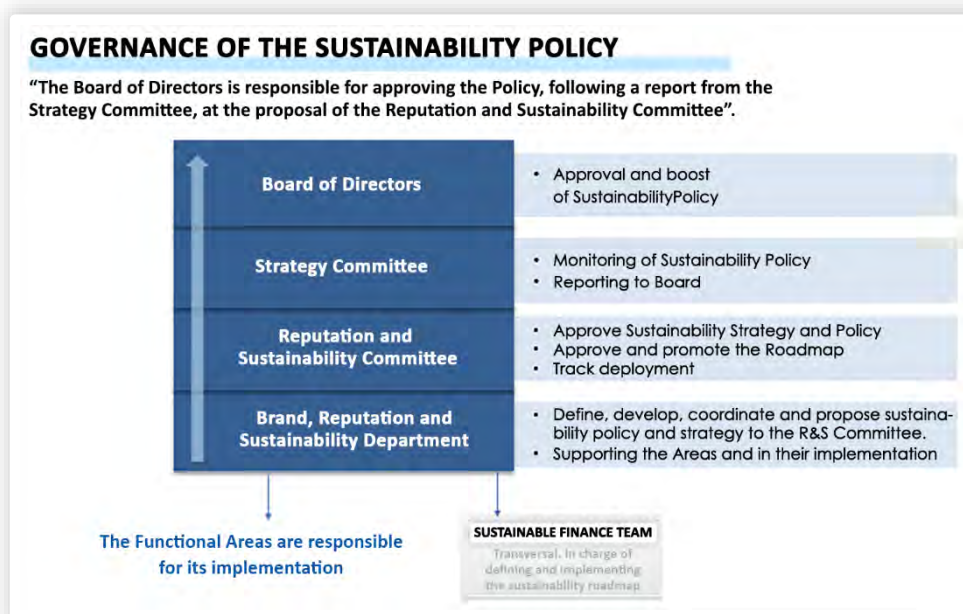 GOVERNANCE OF THE SUSTAINABILITY POLICY
“The Board of Directors is responsible for approving the Policy, following a report from the
Strategy Committee, at the proposal of the Reputation and Sustainability Committee”.
Board of Directors
• Approval and boost
of SustainabilityPolicy
Strategy Committee
• Monitoring of Sustainability Policy
• Reporting to Board
Reputation and
Sustainability Committee
• Approve Sustainability Strategy and Policy
• Approve and promote the Roadmap
• Track deployment
Brand, Reputation and
Sustainability Department
• Define, develop, coordinate and propose sustaina-
bility policy and strategy to the R&S Committee.
• Supporting the Areas and in their implementation
The Functional Areas are responsible
for its implementation
SUSTAINABLE FINANCE TEAM
Transversal. In charge of
defining and implementing
the sustainability roadmap